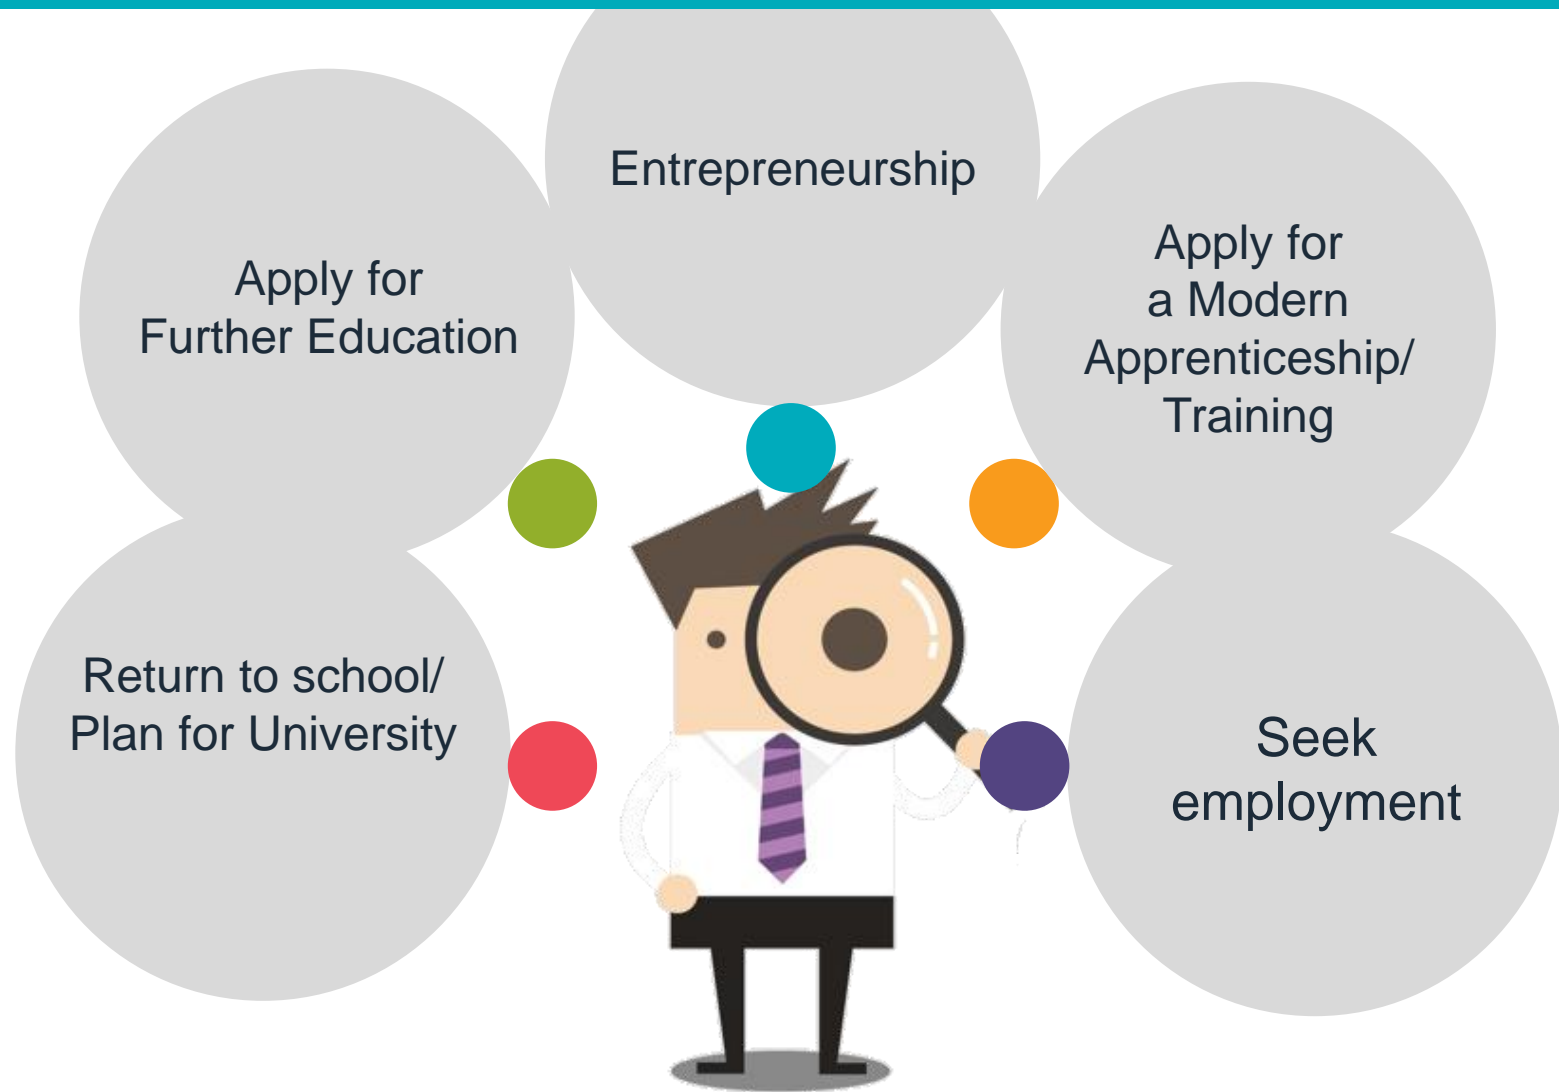 Entrepreneurship
Apply for
Further Education
Apply for
a Modern
Apprenticeship/
Training
Return to school/
Plan for University
Seek
employment